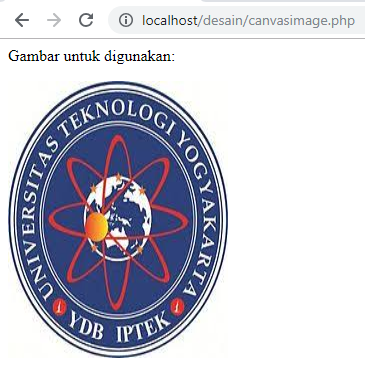 localhost/desain/canvasimage.php
Gambar untuk digunakan:
UNIVERSITAS TEKNOLOGI YOGYAKARTA
i YDB IPTEK i